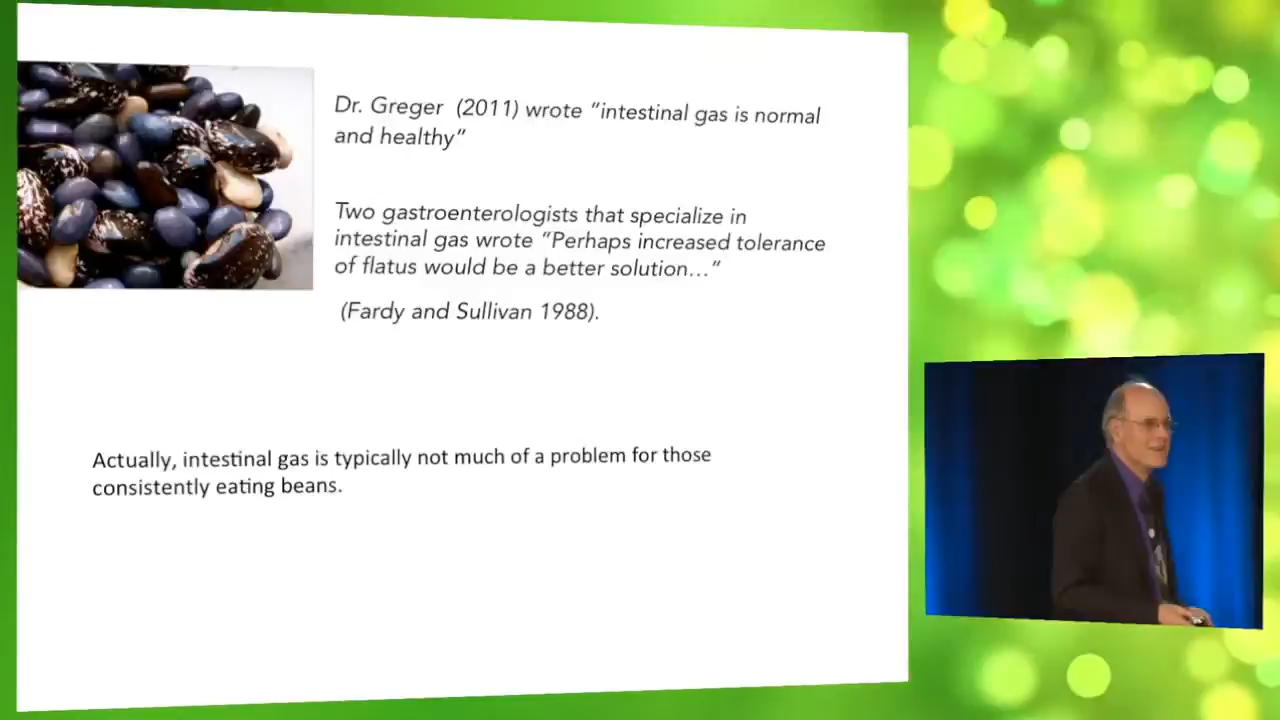 Dr. Greger (2011) wrote “intestinal gas is normal
and healthy”
Two gastroenterologists that specialize in
intestinal gas wrote “Perhaps increased tolerance
of flatus would be a better solution…”
(Fardy and Sullivan 1988).
Actually, intestinal gas is typically not much of a problem for those
consistently eating beans.